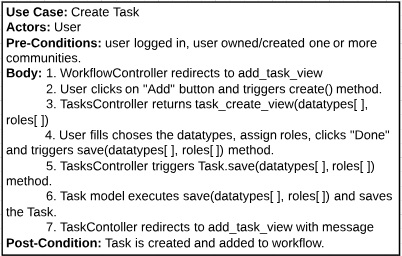 Use Case: Create Task
Actors: User
Pre-Conditions: user logged in, user owned/created one or more
communities.
Body: 1. WorkflowController redirects to add_task_view
2. User clicks on "Add" button and triggers create() method.
3. TasksController returns task_create_view(datatypes[ ],
roles[ ])
4. User fills choses the datatypes, assign roles, clicks "Done"
and triggers save(datatypes[ ], roles[ ]) method.
5. TasksController triggers Task.save(datatypes[ ], roles[ ])
method.
6. Task model executes save(datatypes[ ], roles[ ]) and saves
the Task.
7. TaskContoller redirects to add_task_view with message
Post-Condition: Task is created and added to workflow.